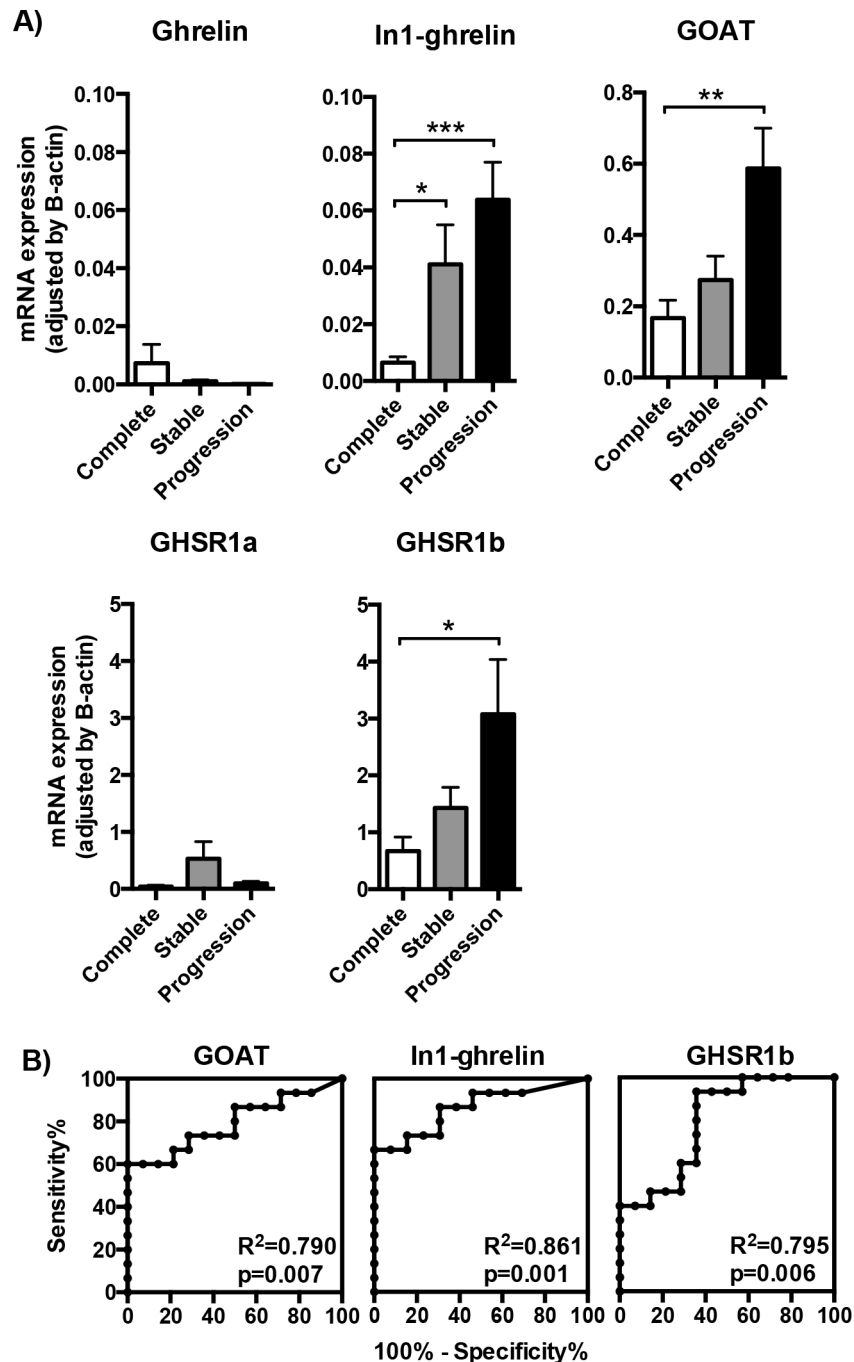 A)
Ghrelin
In1-ghrelin
GOAT
mRNA expression
(adjusted by B-actin)
0.10
0.08
0.06
0.04
0.02
0.00
Complete
Stable
Progression
0.10
0.08
0.06
0.04
0.02
0.00
***
*
Complete
Stable
Progression
0.8
0.6
0.4
0.2
0.0
**
Complete
Stable
Progression
GHSR1a
GHSR1b
mRNA expression
(adjusted by B-actin)
5
4
3
2
1
0
Complete
Stable
Progression
5
4
3
2
1
0
*
Complete
Stable
Progression
B)
GOAT
In1-ghrelin
GHSR1b
Sensitivity%
100
80
60
40
20
0
R²=0.790
p=0.007
0 20 40 60 80 100
R²=0.861
p=0.001
0 20 40 60 80 100
R²=0.795
p=0.006
0 20 40 60 80 100
100% - Specificity%